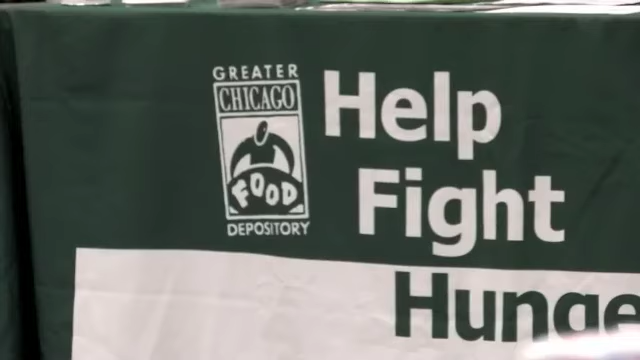 GREATER
CHICAGO
FOOD
DEPOSITORY
Help
Fight
Hunge